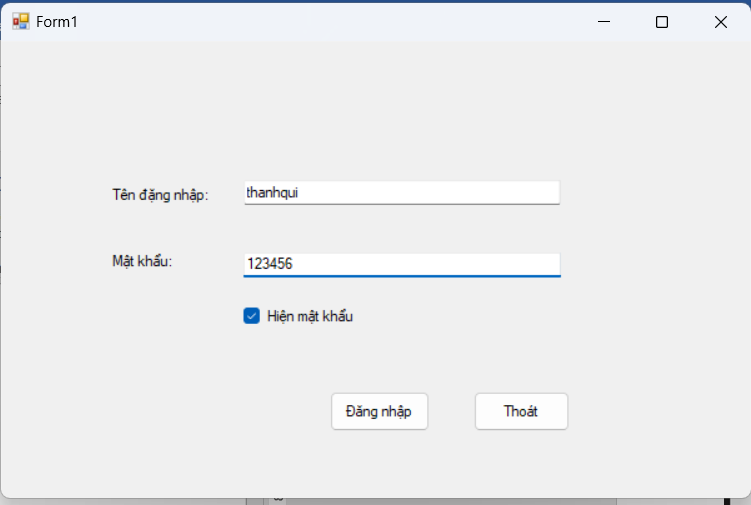 Form1
Tên đặng nhập:
thanhqui
Mật khẩu:
123456
Hiện mật khẩu
Đăng nhập
Thoát